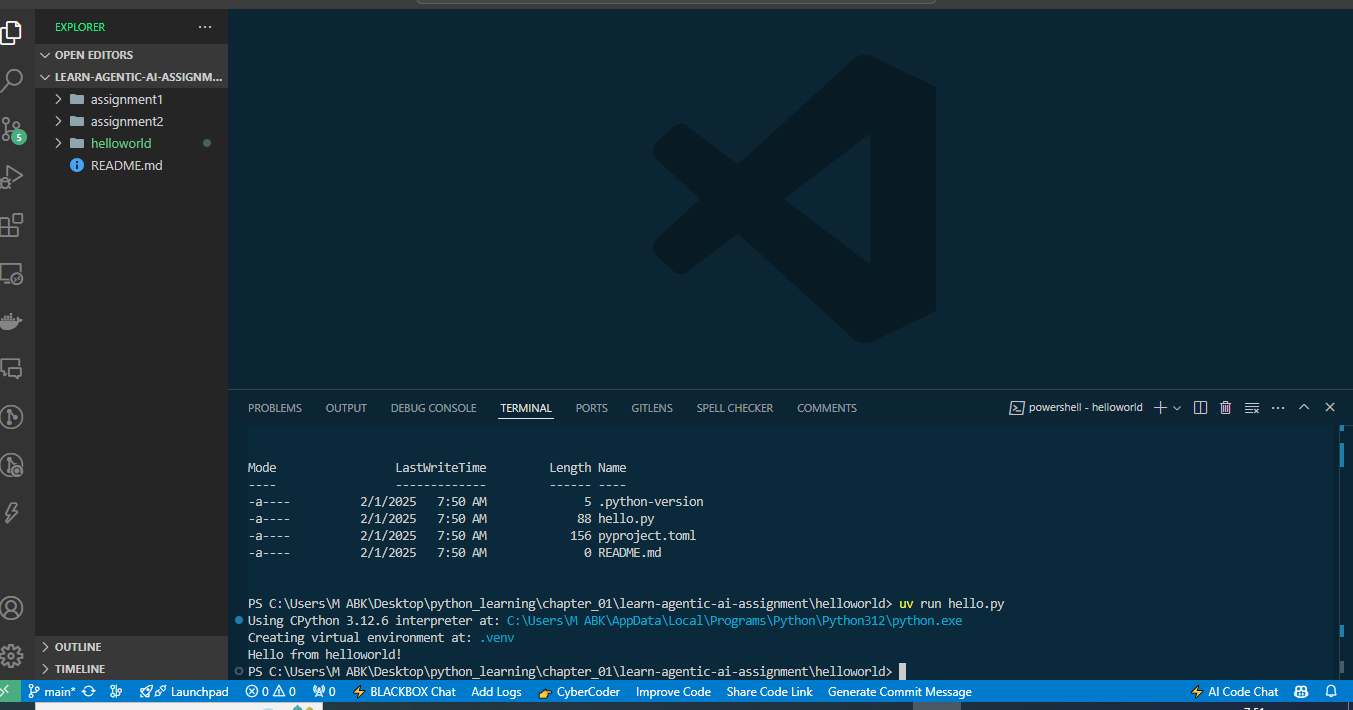 EXPLORER
OPEN EDITORS
LEARN-AGENTIC-AI-ASSIGNM...
assignment1
assignment2
5
helloworld
README.md
PROBLEMS OUTPUT DEBUG CONSOLE TERMINAL PORTS GITLENS SPELL CHECKER COMMENTS powershell - helloworld
Mode LastWriteTime Length Name
---- ------------- ------ ----
-a---- 2/1/2025 7:50 AM 5 .python-version
-a---- 2/1/2025 7:50 AM 88 hello.py
-a---- 2/1/2025 7:50 AM 156 pyproject.toml
-a---- 2/1/2025 7:50 AM 0 README.md
PS C:\Users\M ABK\Desktop\python_learning\chapter_01\learn-agentic-ai-assignment\helloworld> uv run hello.py
Using CPython 3.12.6 interpreter at: C:\Users\M ABK\AppData\Local\Programs\Python\Python312\python.exe
Creating virtual environment at: .venv
Hello from helloworld!
PS C:\Users\M ABK\Desktop\python_learning\chapter_01\learn-agentic-ai-assignment\helloworld>
OUTLINE
TIMELINE
main* Launchpad 0 0 0 BLACKBOX Chat Add Logs CyberCoder Improve Code Share Code Link Generate Commit Message AI Code Chat